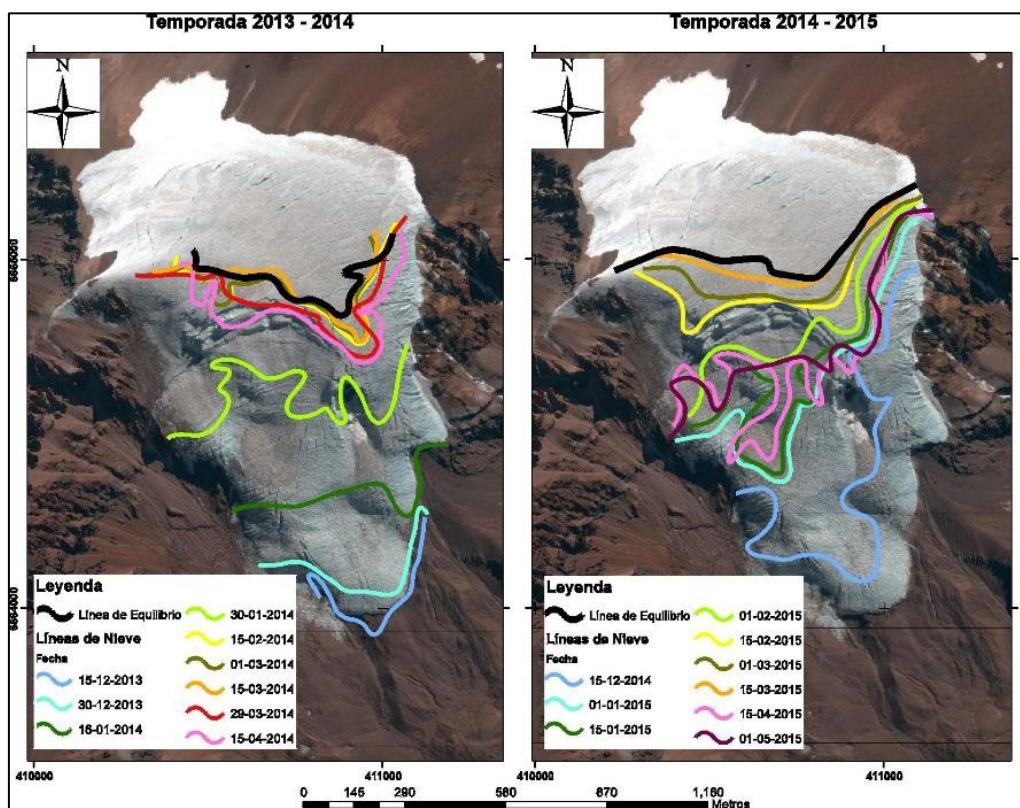 Temporada 2013 - 2014
Temporada 2014 - 2015
N
N
6665000
6664000
Leyenda
Línea de Equilibrio
Líneas de Nieve
Fecha
15-12-2013
30-12-2013
16-01-2014
30-01-2014
15-02-2014
01-03-2014
15-03-2014
29-03-2014
15-04-2014
Leyenda
Línea de Equilibrio
Líneas de Nieve
Fecha
15-12-2014
01-01-2015
15-01-2015
01-02-2015
15-02-2015
01-03-2015
15-03-2015
15-04-2015
01-05-2015
410000
411000
410000
411000
0 145 290 580 870 1,160
Metros